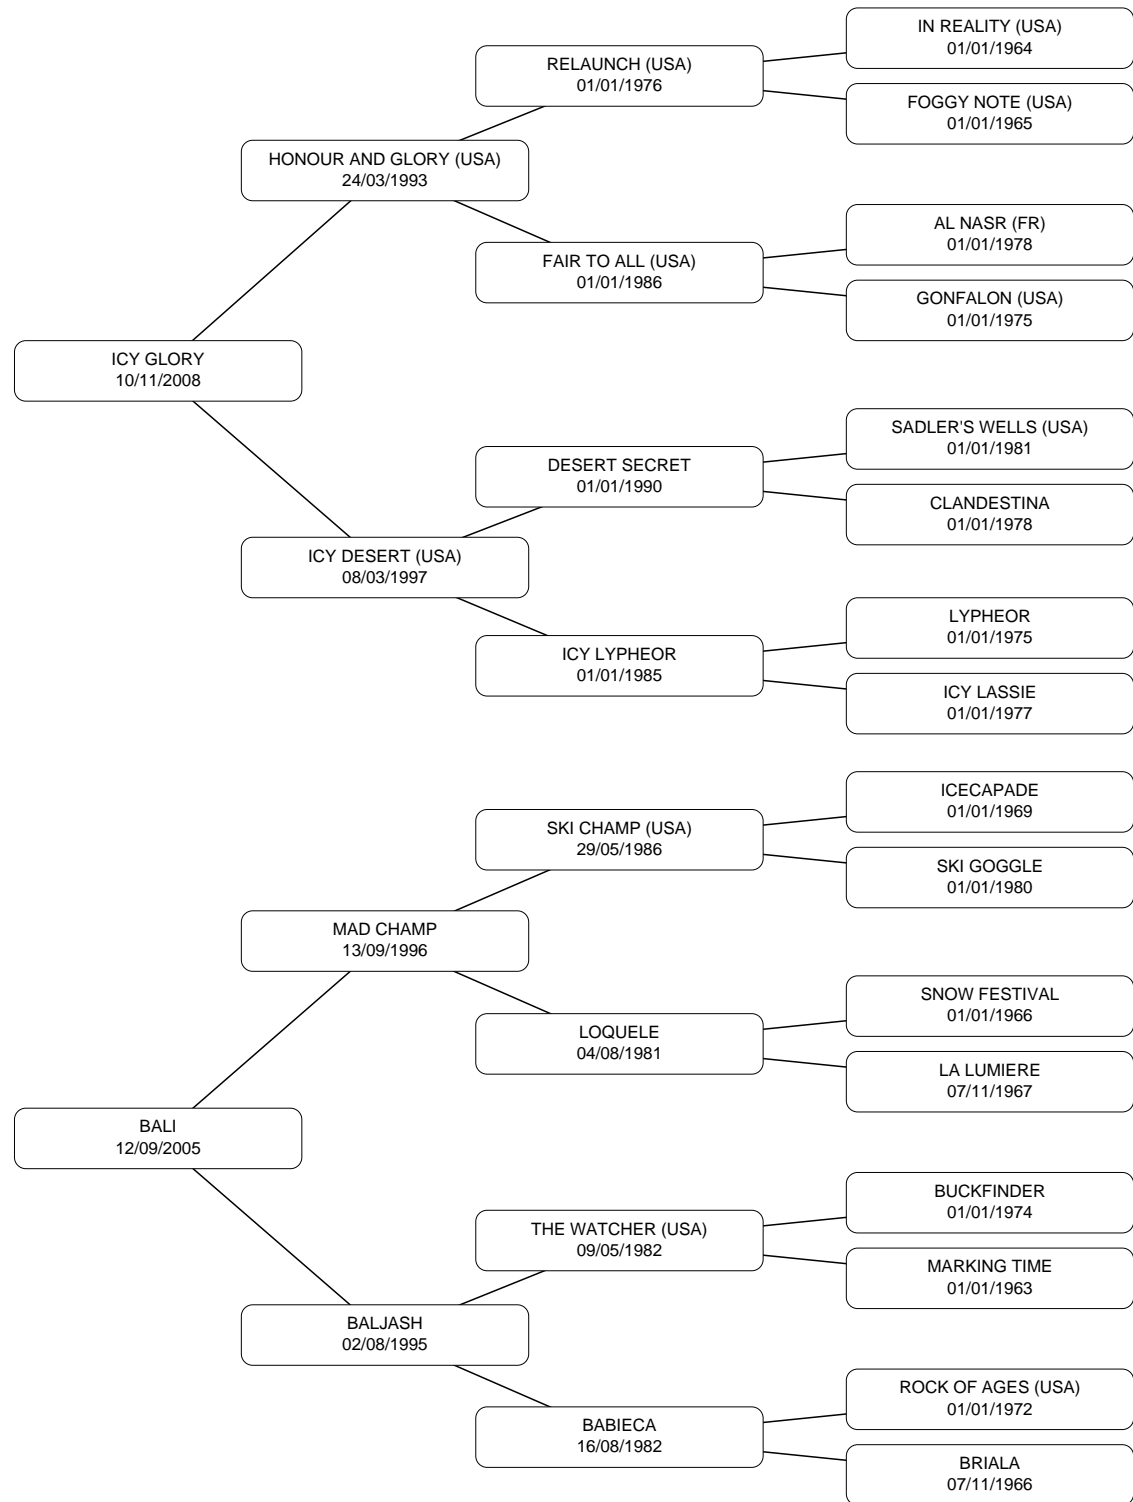 IN REALITY (USA)
01/01/1964
RELAUNCH (USA)
01/01/1976
FOGGY NOTE (USA)
01/01/1965
HONOUR AND GLORY (USA)
24/03/1993
AL NASR (FR)
01/01/1978
FAIR TO ALL (USA)
01/01/1986
GONFALON (USA)
01/01/1975
ICY GLORY
10/11/2008
SADLER'S WELLS (USA)
01/01/1981
DESERT SECRET
01/01/1990
CLANDESTINA
01/01/1978
ICY DESERT (USA)
08/03/1997
LYPHEOR
01/01/1975
ICY LYPHEOR
01/01/1985
ICY LASSIE
01/01/1977
ICECAPADE
01/01/1969
SKI CHAMP (USA)
29/05/1986
SKI GOGGLE
01/01/1980
MAD CHAMP
13/09/1996
SNOW FESTIVAL
01/01/1966
LOQUELE
04/08/1981
LA LUMIERE
07/11/1967
BALI
12/09/2005
BUCKFINDER
01/01/1974
THE WATCHER (USA)
09/05/1982
MARKING TIME
01/01/1963
BALJASH
02/08/1995
ROCK OF AGES (USA)
01/01/1972
BABIECA
16/08/1982
BRIALA
07/11/1966